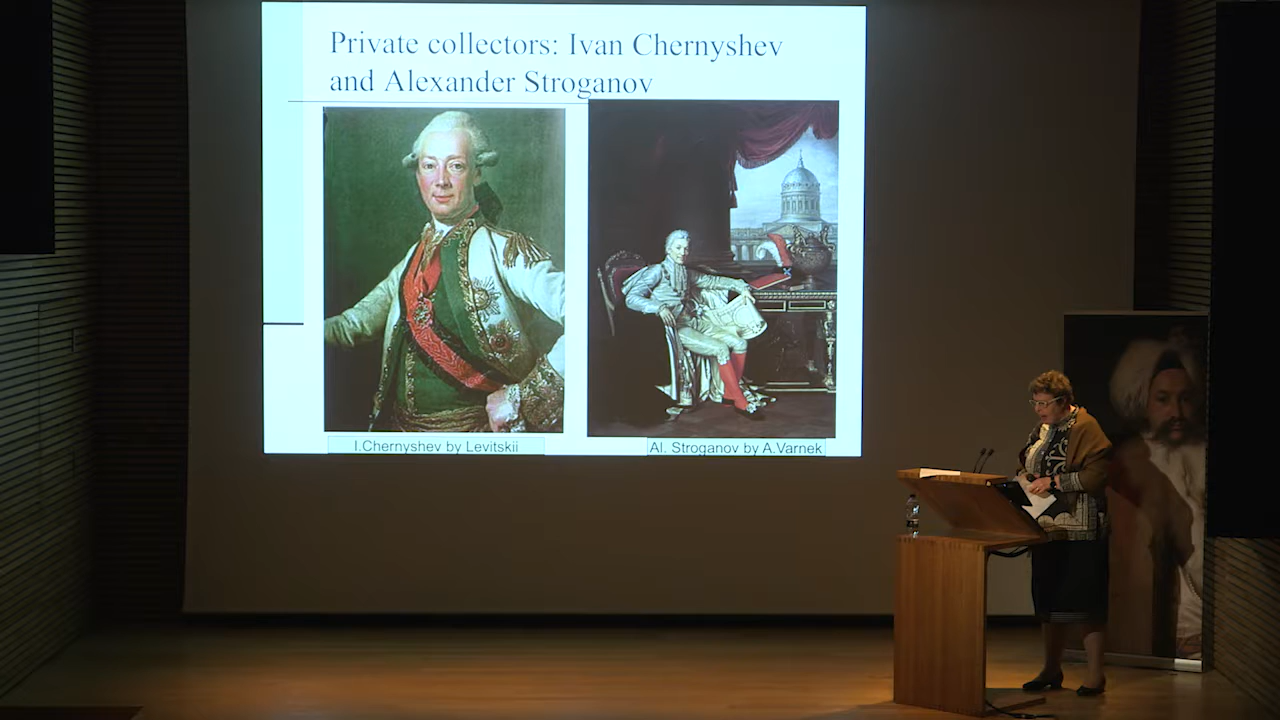 Private collectors: Ivan Chernyshev
and Alexander Stroganov
I.Chernyshev by Levitskii
Al. Stroganov by A.Varnek